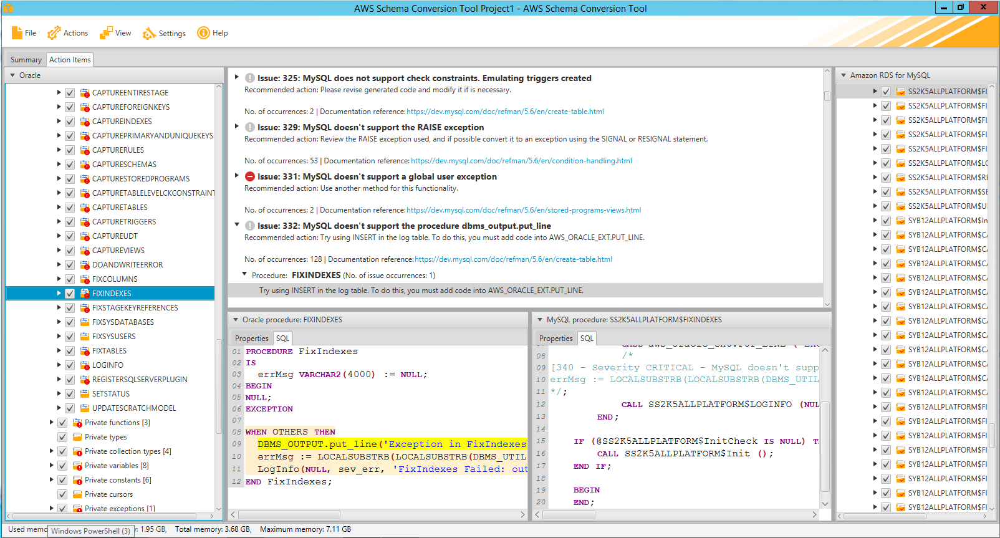 AWS Schema Conversion Tool Project1 - AWS Schema Conversion Tool
File Actions View Settings Help
Summary Action Items
Oracle
CAPTUREENTIRESTAGE
CAPTUREFOREIGNKEYS
CAPTUREINDEXES
CAPTUREPRIMARYANDUNIQUEKEYS
CAPTURERULES
CAPTURESCHEMAS
CAPTURESTOREDPROGRAMS
CAPTURETABLELEVELCKCONSTRAINT
CAPTURETABLES
CAPTURETRIGGERS
CAPTUREUDT
CAPTUREVIEWS
DOANDWRITEERROR
FIXCOLUMNS
FIXINDEXES
FIXSTAGEKEYREFERENCES
FIXSYSDATABASES
FIXSYSUSERS
FIXTABLES
LOGINFO
REGISTERSQLSERVERPLUGIN
SETSTATUS
UPDATESCRATCHMODEL
Private functions [3]
Private types
Private collection types [4]
Private variables [8]
Private constants [6]
Private cursors
Private exceptions [1]
Issue: 325: MySQL does not support check constraints. Emulating triggers created
Recommended action: Please revise generated code and modify it if is necessary.
No. of occurrences: 2 | Documentation reference: https://dev.mysql.com/doc/refman/5.6/en/create-table.html
Issue: 329: MySQL doesn't support the RAISE exception
Recommended action: Review the RAISE exception used, and if possible convert it to an exception using the SIGNAL or RESIGNAL statement.
No. of occurrences: 53 | Documentation reference: https://dev.mysql.com/doc/refman/5.6/en/condition-handling.html
Issue: 331: MySQL doesn't support a global user exception
Recommended action: Use another method for this functionality.
No. of occurrences: 2 | Documentation reference: https://dev.mysql.com/doc/refman/5.6/en/stored-programs-views.html
Issue: 332: MySQL doesn't support the procedure dbms_output.put_line
Recommended action: Try using INSERT in the log table. To do this, you must add code into AWS_ORACLE_EXT.PUT_LINE.
No. of occurrences: 128 | Documentation reference: https://dev.mysql.com/doc/refman/5.6/en/create-table.html
Procedure: FIXINDEXES (No. of issue occurrences: 1)
Try using INSERT in the log table. To do this, you must add code into AWS_ORACLE_EXT.PUT_LINE.
Oracle procedure: FIXINDEXES
Properties SQL
01 PROCEDURE FixIndexes
02 IS
03 errMsg VARCHAR2(4000) := NULL;
04 BEGIN
05 NULL;
06 EXCEPTION
07
08 WHEN OTHERS THEN
09 DBMS_OUTPUT.put_line('Exception in FixIndexes
10 errMsg := LOCALSUBSTRB(LOCALSUBSTRB(DBMS_UTIL
11 LogInfo(NULL, sev_err, 'FixIndexes Failed: out
12 END FixIndexes;
MySQL procedure: SS2K5ALLPLATFORM$FIXINDEXES
Properties SQL
08 /*
09 [340 - Severity CRITICAL - MySQL doesn't supp
10 errMsg := LOCALSUBSTRB(LOCALSUBSTRB(DBMS_UTIL
11 */;
12 CALL SS2K5ALLPLATFORM$LOGINFO (NUL
13 END;
14
15 IF (@SS2K5ALLPLATFORM$InitCheck IS NULL) TH
16 CALL SS2K5ALLPLATFORM$Init ();
17 END IF;
18
19 BEGIN
20 END;
Amazon RDS for MySQL
SS2K5ALLPLATFORM$FI
SS2K5ALLPLATFORM$FI
SS2K5ALLPLATFORM$FI
SS2K5ALLPLATFORM$FI
SS2K5ALLPLATFORM$FI
SS2K5ALLPLATFORM$LO
SS2K5ALLPLATFORM$RE
SS2K5ALLPLATFORM$SE
SS2K5ALLPLATFORM$U
SYB12ALLPLATFORM$In
SYB12ALLPLATFORM$CA
SYB12ALLPLATFORM$CA
SYB12ALLPLATFORM$CA
SYB12ALLPLATFORM$CA
SYB12ALLPLATFORM$CA
SYB12ALLPLATFORM$CA
SYB12ALLPLATFORM$CA
SYB12ALLPLATFORM$CA
SYB12ALLPLATFORM$CA
SYB12ALLPLATFORM$CA
SYB12ALLPLATFORM$CA
SYB12ALLPLATFORM$CA
SYB12ALLPLATFORM$FI
SYB12ALLPLATFORM$FI
SYB12ALLPLATFORM$FI
SYB12ALLPLATFORM$FI
SYB12ALLPLATFORM$FI
SYB12ALLPLATFORM$FI
SYB12ALLPLATFORM$FI
SYB12ALLPLATFORM$FI
Used memo Windows PowerShell (3) : 1.95 GB, Total memory: 3.68 GB, Maximum memory: 7.11 GB